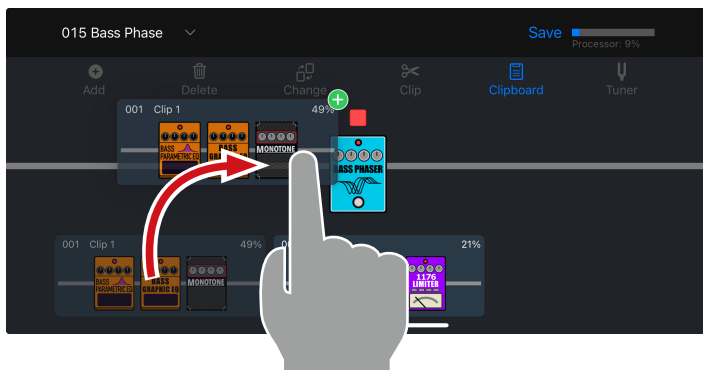 015 Bass Phase
Save
Processor: 9%
Add
Delete
Change
Clip
Clipboard
Tuner
001 Clip 1 49%
BASS
PARAMETRIC EQ
BASS
MONOTONE
BASS PHASER
001 Clip 1 49%
BASS
PARAMETRIC EQ
BASS
GRAPHIC EQ
MONOTONE
21%
1176
LIMITER